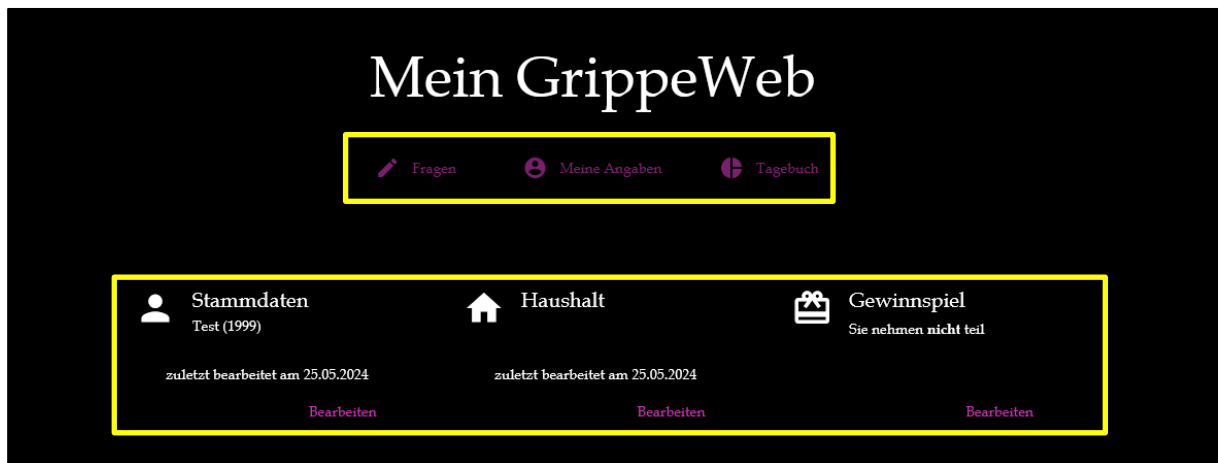 Mein GrippeWeb
Fragen Meine Angaben Tagebuch
Stammdaten Haushalt Gewinnspiel
Test (1999) Sie nehmen nicht teil
zuletzt bearbeitet am 25.05.2024 zuletzt bearbeitet am 25.05.2024
Bearbeiten Bearbeiten Bearbeiten